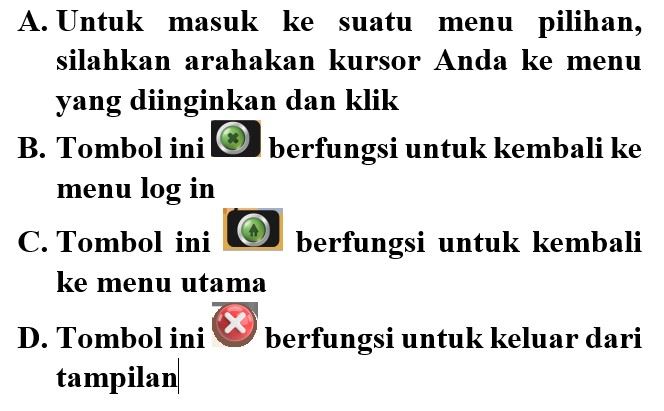 A. Untuk masuk ke suatu menu pilihan,
silahkan arahakan kursor Anda ke menu
yang diinginkan dan klik
B. Tombol ini berfungsi untuk kembali ke
menu log in
C. Tombol ini berfungsi untuk kembali
ke menu utama
D. Tombol ini berfungsi untuk keluar dari
tampilan